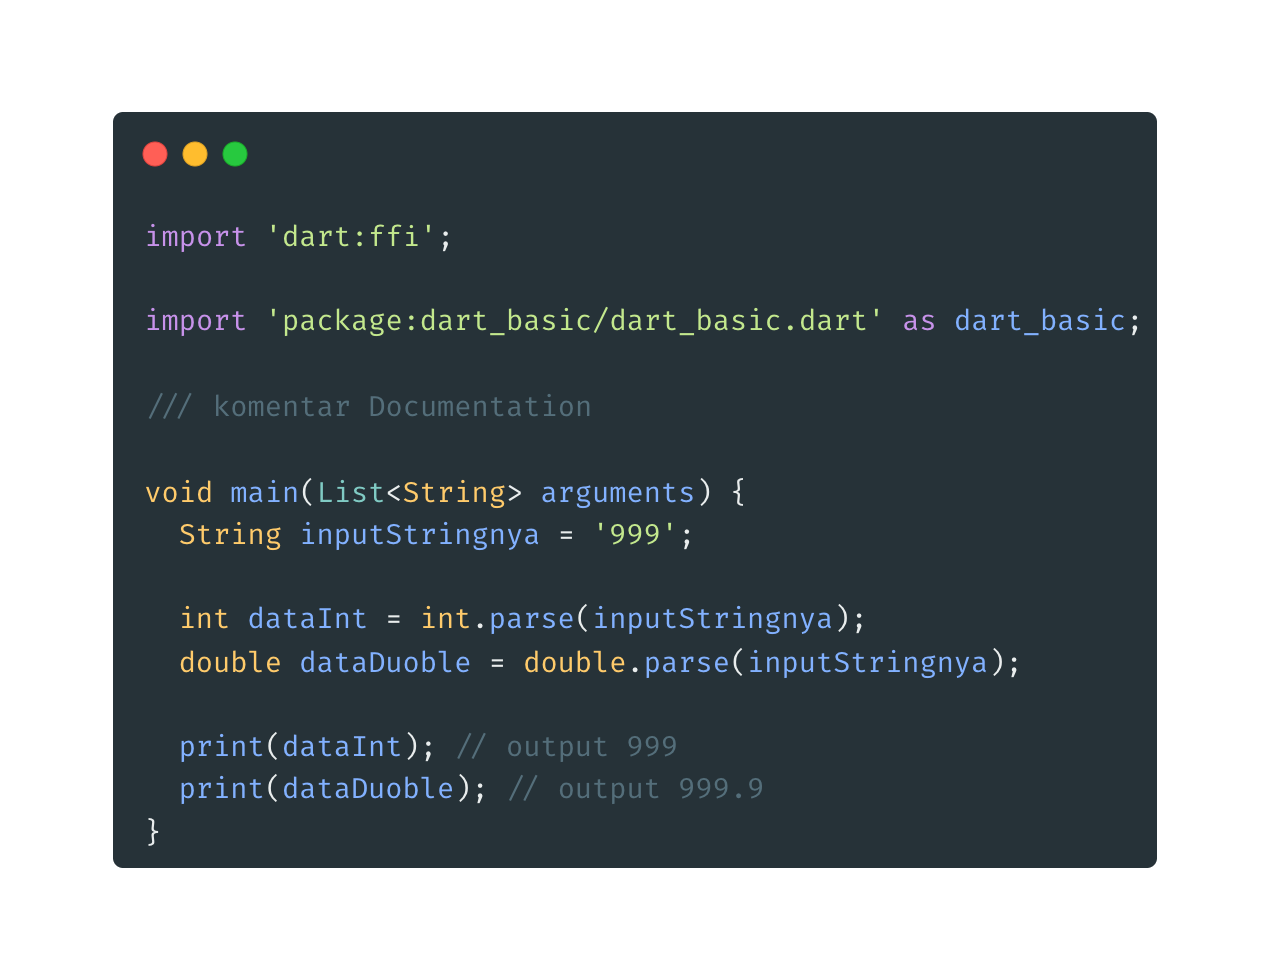 import 'dart:ffi';
import 'package:dart_basic/dart_basic.dart' as dart_basic;
/// komentar Documentation
void main(List<String> arguments) {
  String inputStringnya = '999';
  int dataInt = int.parse(inputStringnya);
  double dataDuoble = double.parse(inputStringnya);
  print(dataInt); // output 999
  print(dataDuoble); // output 999.9
}